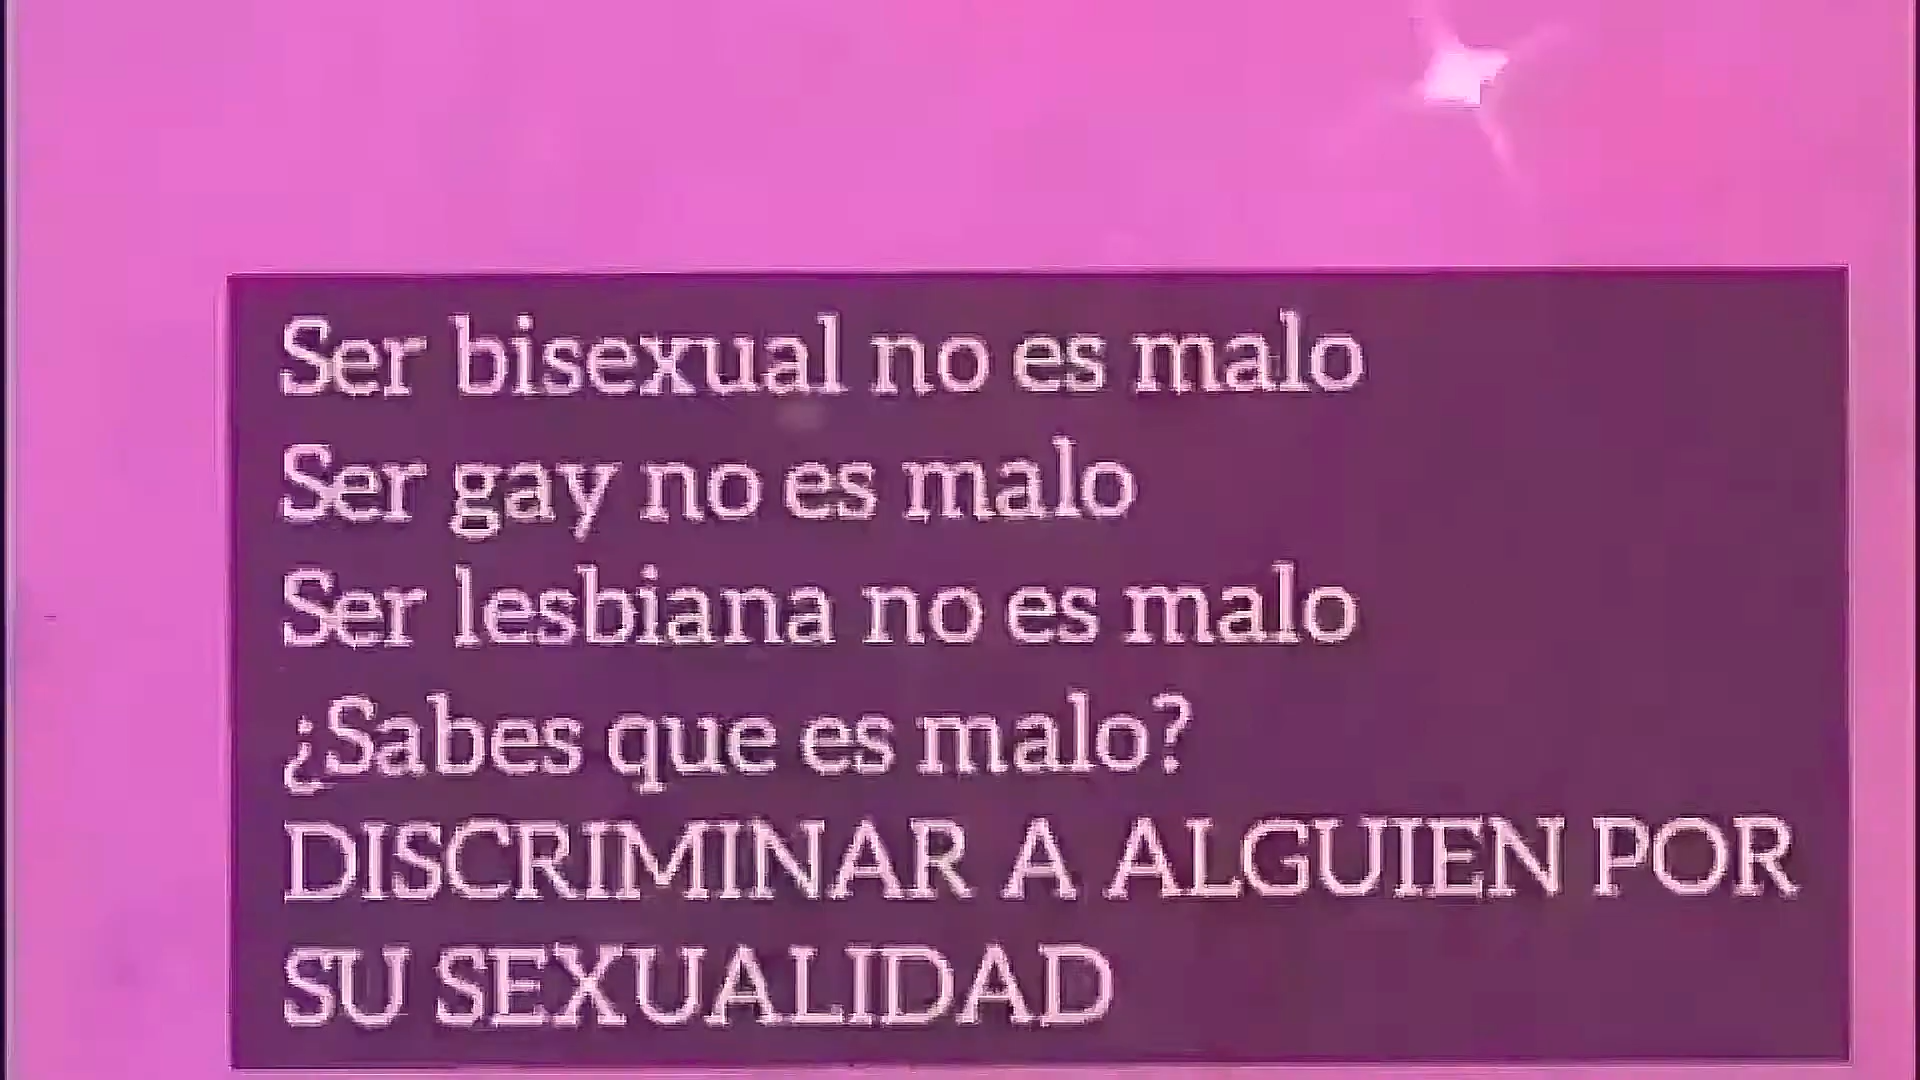 Ser bisexual no es malo
Ser gay no es malo
Ser lesbiana no es malo
¿Sabes que es malo?
DISCRIMINAR A ALGUIEN POR
SU SEXUALIDAD